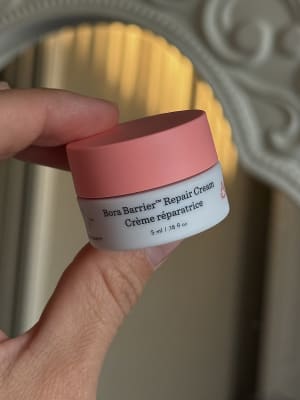 Bora Barrier™ Repair Cream
Crème réparatrice
5 ml / .16 fl oz